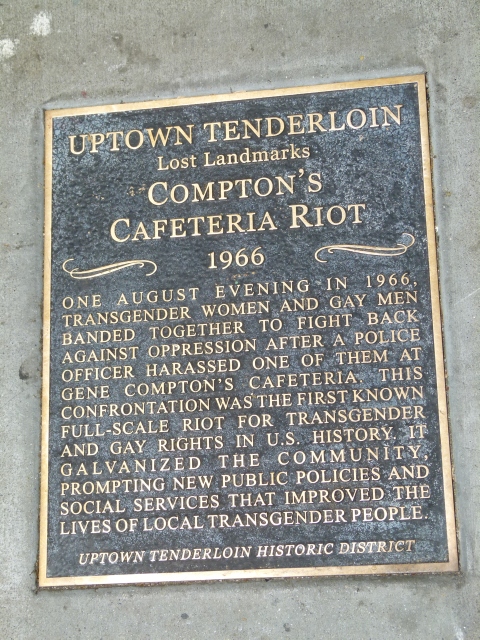 UPTOWN TENDERLOIN
Lost Landmarks
COMPTON'S
CAFETERIA RIOT
1966
ONE AUGUST EVENING IN 1966,
TRANSGENDER WOMEN AND GAY MEN
BANDED TOGETHER TO FIGHT BACK
AGAINST OPPRESSION AFTER A POLICE
OFFICER HARASSED ONE OF THEM AT
GENE COMPTON'S CAFETERIA. THIS
CONFRONTATION WAS THE FIRST KNOWN
FULL-SCALE RIOT FOR TRANSGENDER
AND GAY RIGHTS IN U.S. HISTORY. IT
GALVANIZED THE COMMUNITY,
PROMPTING NEW PUBLIC POLICIES AND
SOCIAL SERVICES THAT IMPROVED THE
LIVES OF LOCAL TRANSGENDER PEOPLE.
UPTOWN TENDERLOIN HISTORIC DISTRICT